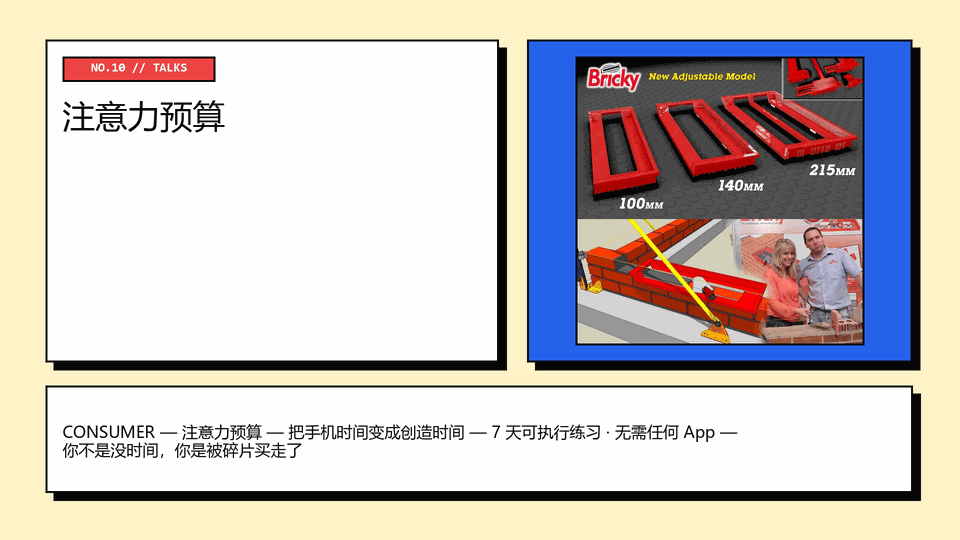 NO.10 // TALKS
注意力预算
Bricky
New Adjustable Model
100MM
140MM
215MM
Bricky
CONSUMER — 注意力预算 — 把手机时间变成创造时间 — 7 天可执行练习 · 无需任何 App —
你不是没时间，你是被碎片买走了